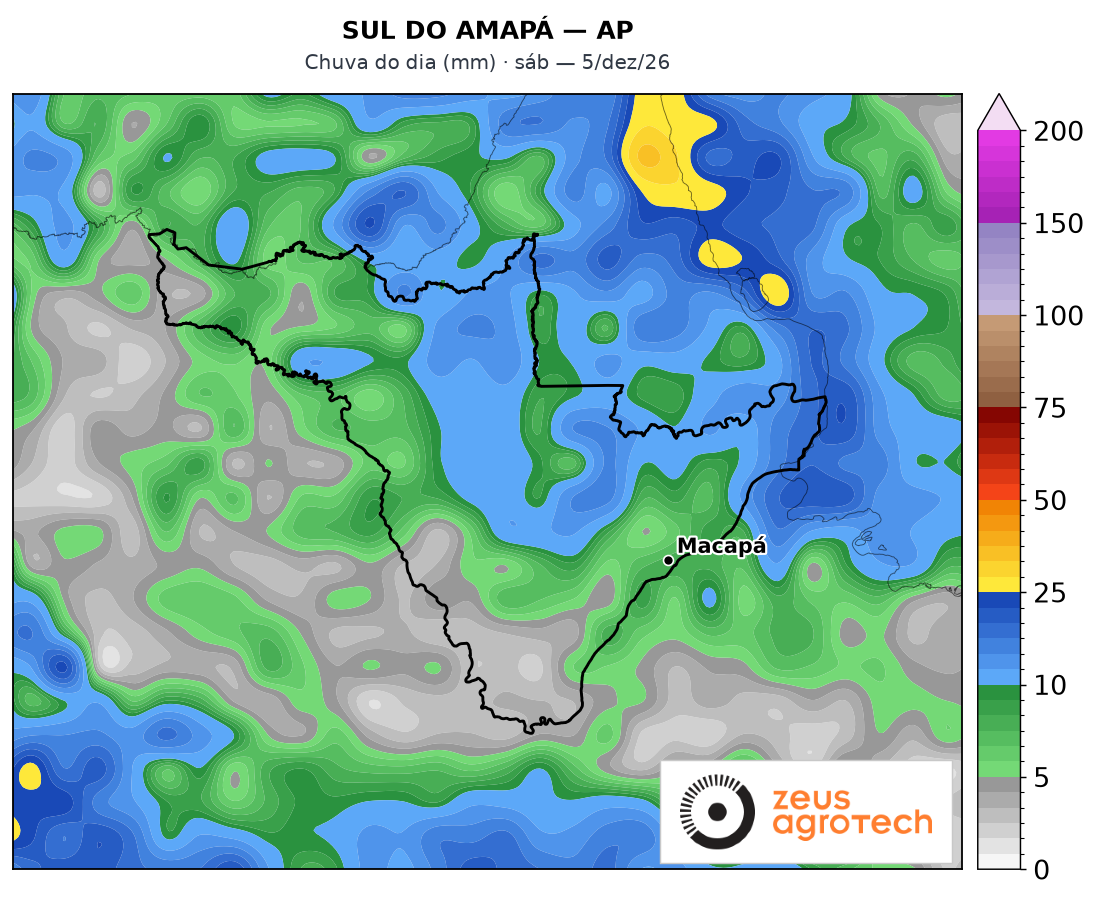 SUL DO AMAPÁ — AP
Chuva do dia (mm) · sáb — 5/dez/26
200
150
100
75
50
25
10
5
0
Macapá
zeus
agrotech